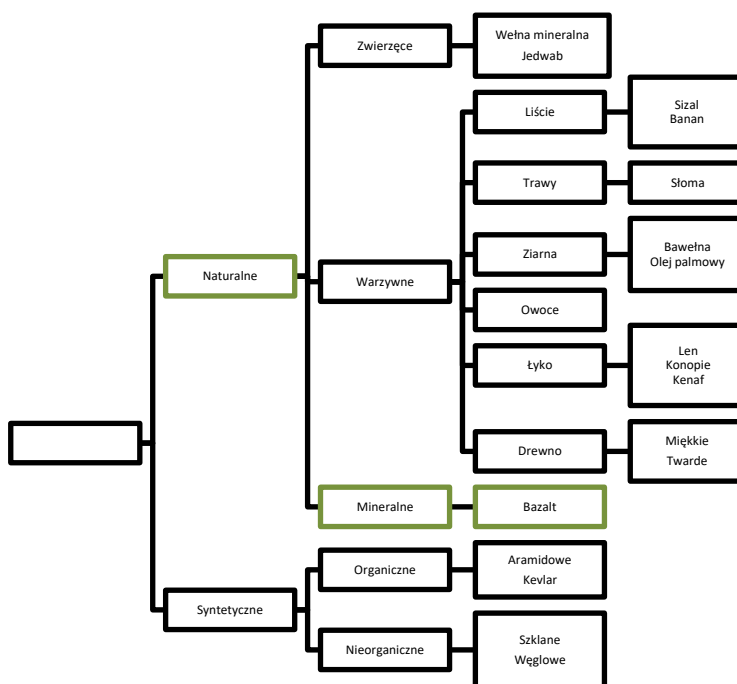 Zwierzęce
Wełna mineralna
Jedwab
Liście
Sizal
Banan
Trawy
Słoma
Naturalne
Warzywne
Ziarna
Bawełna
Olej palmowy
Owoce
Łyko
Len
Konopie
Kenaf
Drewno
Miękkie
Twarde
Mineralne
Bazalt
Syntetyczne
Organiczne
Aramidowe
Kevlar
Nieorganiczne
Szklane
Węglowe